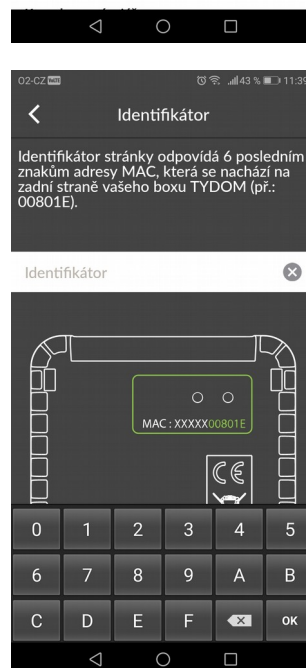 O2-CZ 43 % 11:39
Identifikátor
Identifikátor stránky odpovídá 6 posledním
znakům adresy MAC, která se nachází na
zadní straně vašeho boxu TYDOM (př.:
00801E).
Identifikátor
MAC : XXXXX00801E
CE
0 1 2 3 4 5
6 7 8 9 A B
C D E F OK